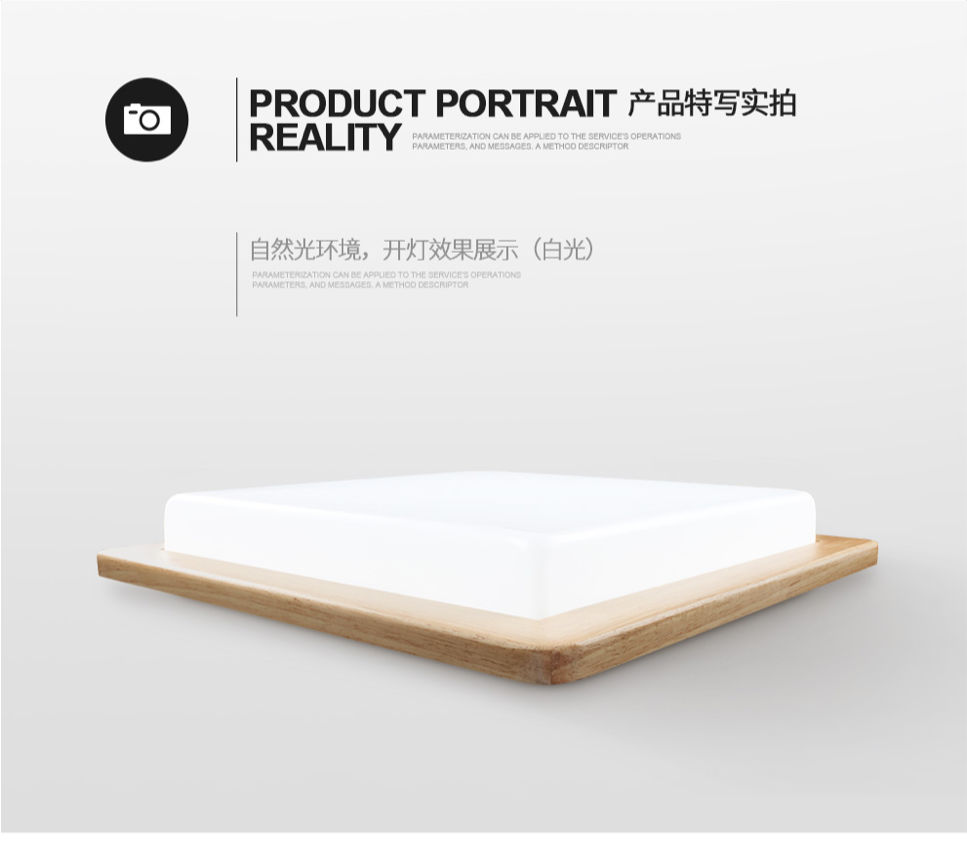 PRODUCT PORTRAIT 产品特写实拍
REALITY PARAMETERIZATION CAN BE APPLIED TO THE SERVICE'S OPERATIONS
PARAMETERS, AND MESSAGES. A METHOD DESCRIPTOR
自然光环境，开灯效果展示（白光）
PARAMETERIZATION CAN BE APPLIED TO THE SERVICE'S OPERATIONS
PARAMETERS, AND MESSAGES. A METHOD DESCRIPTOR